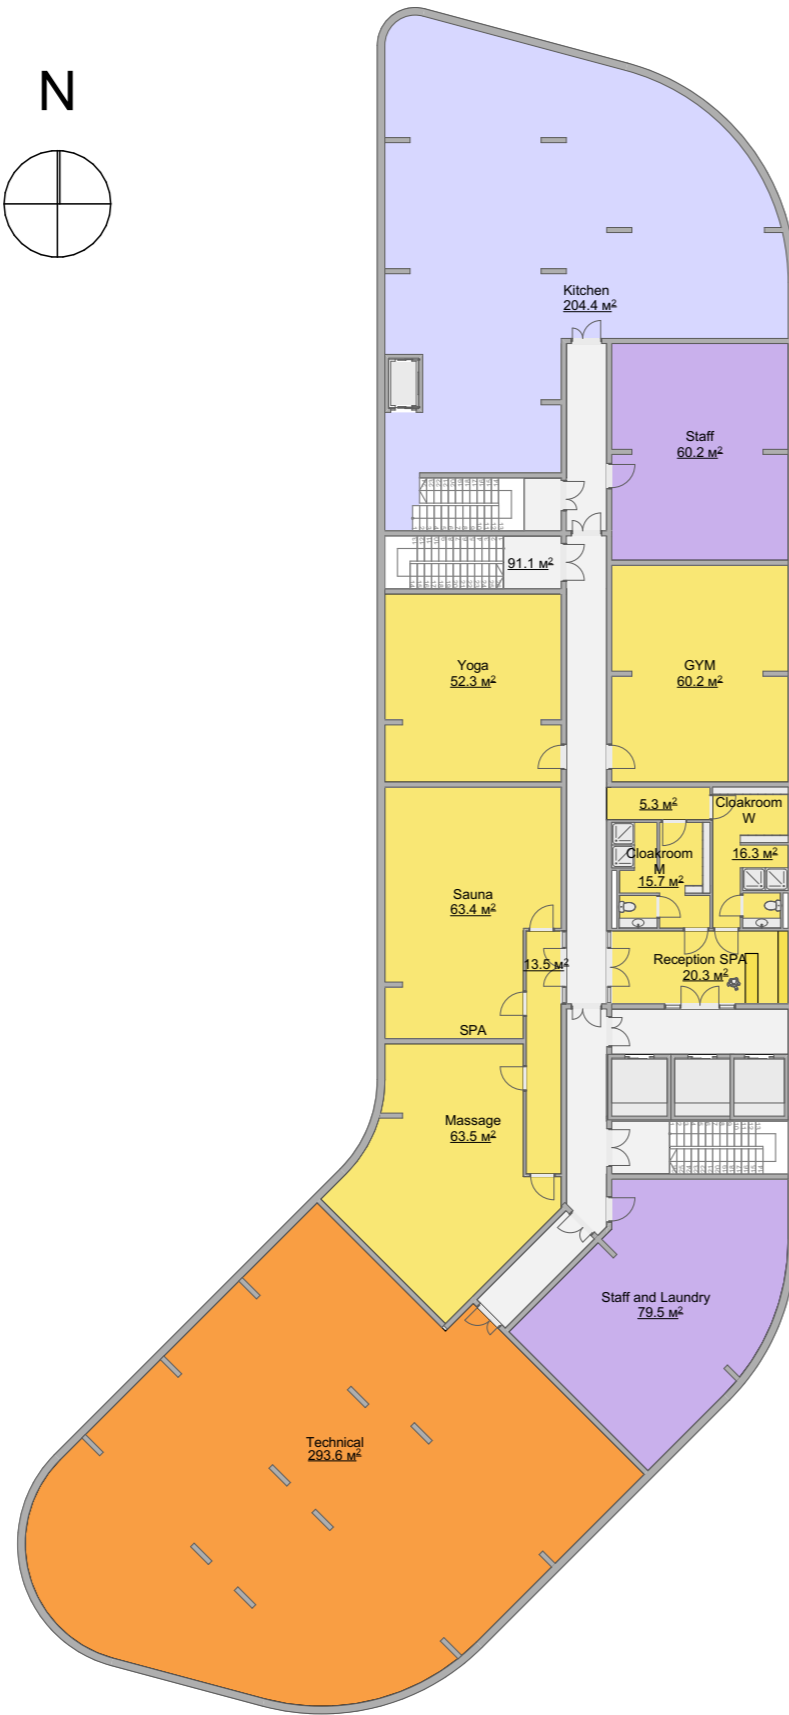 N
Kitchen
204.4 м²
Staff
60.2 м²
91.1 м²
Yoga
52.3 м²
GYM
60.2 м²
5.3 м²
Cloakroom
W
16.3 м²
Cloakroom
M
15.7 м²
Sauna
63.4 м²
13.5 м²
Reception SPA
20.3 м²
SPA
Massage
63.5 м²
Staff and Laundry
79.5 м²
Technical
293.6 м²